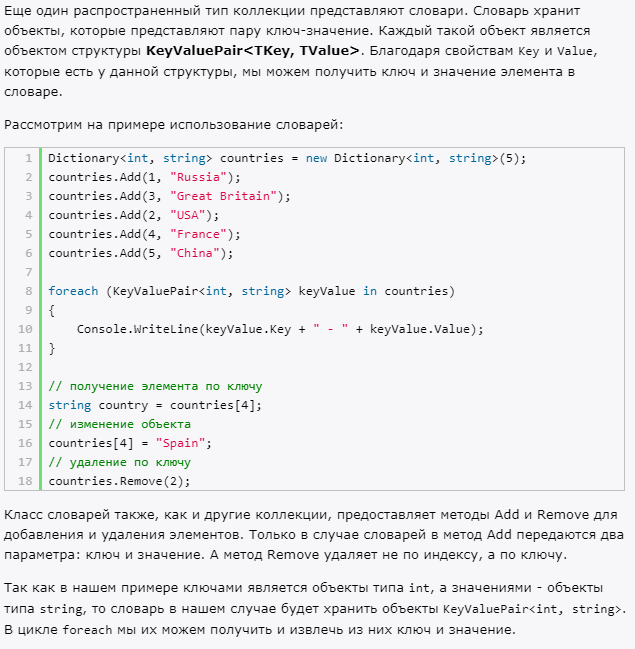 Еще один распространенный тип коллекции представляют словари. Словарь хранит
объекты, которые представляют пару ключ-значение. Каждый такой объект является
объектом структуры KeyValuePair<TKey, TValue>. Благодаря свойствам Key и Value,
которые есть у данной структуры, мы можем получить ключ и значение элемента в
словаре.
Рассмотрим на примере использование словарей:
1 Dictionary<int, string> countries = new Dictionary<int, string>(5);
2 countries.Add(1, "Russia");
3 countries.Add(3, "Great Britain");
4 countries.Add(2, "USA");
5 countries.Add(4, "France");
6 countries.Add(5, "China");
7
8 foreach (KeyValuePair<int, string> keyValue in countries)
9 {
10     Console.WriteLine(keyValue.Key + " - " + keyValue.Value);
11 }
12
13 // получение элемента по ключу
14 string country = countries[4];
15 // изменение объекта
16 countries[4] = "Spain";
17 // удаление по ключу
18 countries.Remove(2);
Класс словарей также, как и другие коллекции, предоставляет методы Add и Remove для
добавления и удаления элементов. Только в случае словарей в метод Add передаются два
параметра: ключ и значение. А метод Remove удаляет не по индексу, а по ключу.
Так как в нашем примере ключами является объекты типа int, а значениями - объекты
типа string, то словарь в нашем случае будет хранить объекты KeyValuePair<int, string>.
В цикле foreach мы их можем получить и извлечь из них ключ и значение.